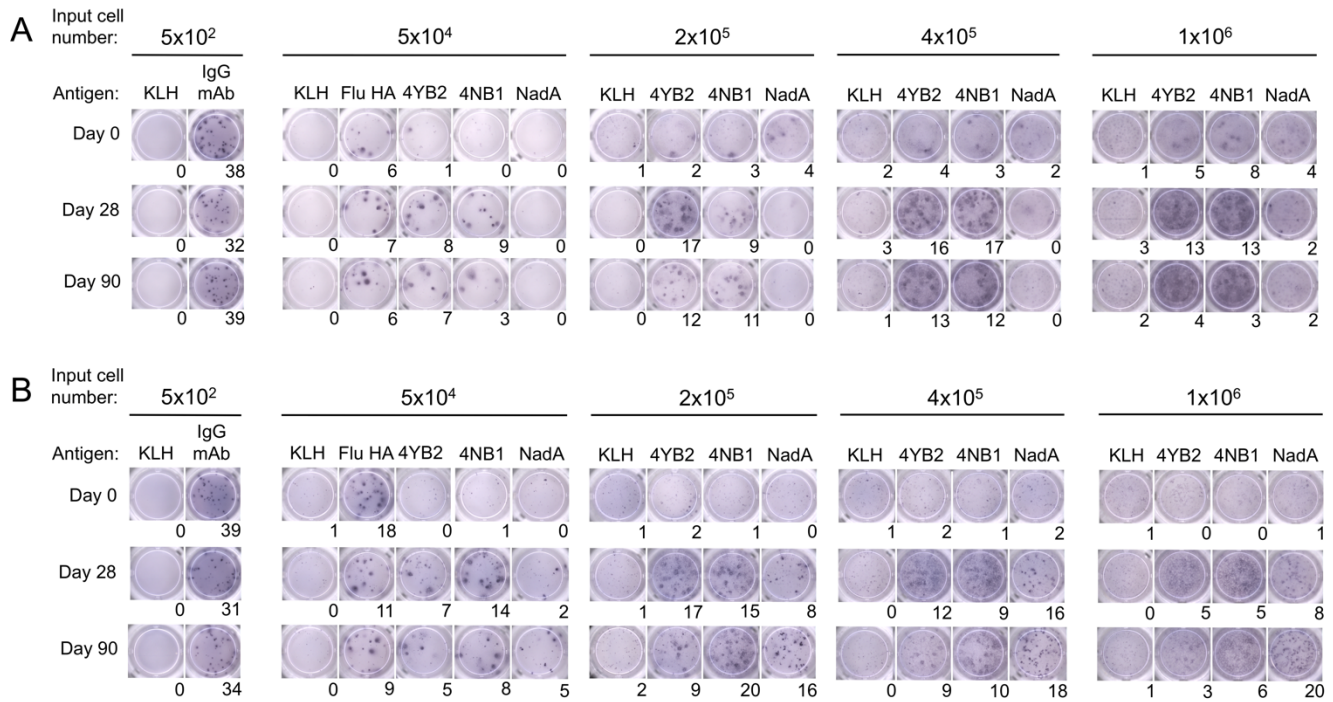 A
Input cell number:
5x10² 5x10⁴ 2x10⁵ 4x10⁵ 1x10⁶
Antigen: KLH IgG mAb KLH Flu HA 4YB2 4NB1 NadA KLH 4YB2 4NB1 NadA KLH 4YB2 4NB1 NadA KLH 4YB2 4NB1 NadA
Day 0
0 38 0 6 1 0 0 1 2 3 4 2 4 3 2 1 5 8 4
Day 28
0 32 0 7 8 9 0 0 17 9 0 3 16 17 0 3 13 13 2
Day 90
0 39 0 6 7 3 0 0 12 11 0 1 13 12 0 2 4 3 2
B
Input cell number:
5x10² 5x10⁴ 2x10⁵ 4x10⁵ 1x10⁶
Antigen: KLH IgG mAb KLH Flu HA 4YB2 4NB1 NadA KLH 4YB2 4NB1 NadA KLH 4YB2 4NB1 NadA KLH 4YB2 4NB1 NadA
Day 0
0 39 1 18 0 1 0 1 2 1 0 1 2 1 2 1 0 0 1
Day 28
0 31 0 11 7 14 2 1 17 15 8 0 12 9 16 0 5 5 8
Day 90
0 34 0 9 5 8 5 2 9 20 16 0 9 10 18 1 3 6 20